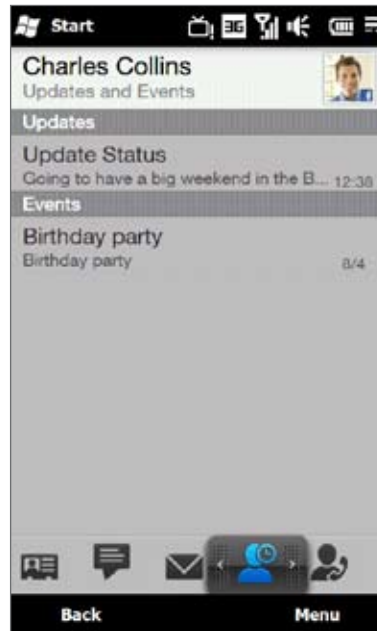 Start
3G
Charles Collins
Updates and Events
Updates
Update Status
Going to have a big weekend in the B... 12:38
Events
Birthday party
Birthday party 8/4
Back Menu